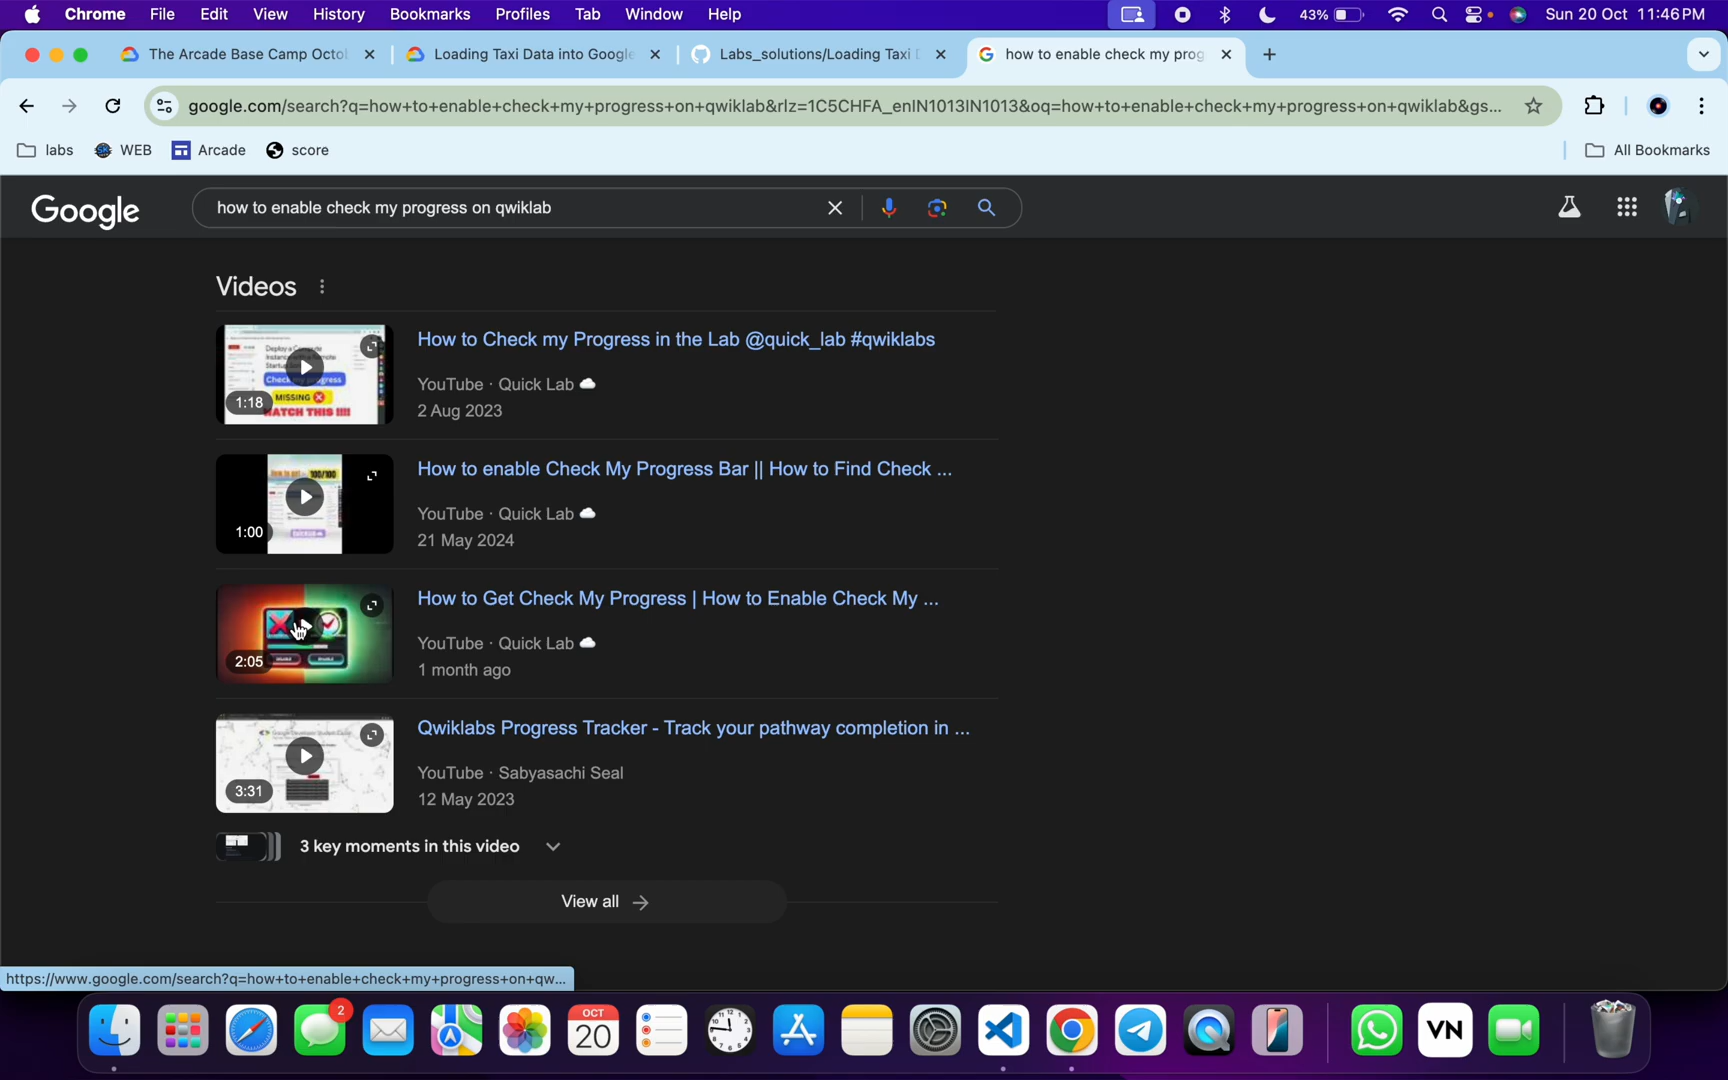 Chrome File Edit View History Bookmarks Profiles Tab Window Help 43% Sun 20 Oct 11:46 PM
The Arcade Base Camp Octo Loading Taxi Data into Google Labs_solutions/Loading Taxi D how to enable check my prog
google.com/search?q=how+to+enable+check+my+progress+on+qwiklab&rlz=1C5CHFA_enIN1013IN1013&oq=how+to+enable+check+my+progress+on+qwiklab&gs...
labs WEB Arcade score All Bookmarks
Google how to enable check my progress on qwiklab
Videos
How to Check my Progress in the Lab @quick_lab #qwiklabs
Check my progress
MISSING
WATCH THIS !!!!
1:18
YouTube · Quick Lab
2 Aug 2023
How to enable Check My Progress Bar || How to Find Check ...
100/100
1:00
YouTube · Quick Lab
21 May 2024
How to Get Check My Progress | How to Enable Check My ...
2:05
YouTube · Quick Lab
1 month ago
Qwiklabs Progress Tracker - Track your pathway completion in ...
3:31
YouTube · Sabyasachi Seal
12 May 2023
3 key moments in this video
View all
https://www.google.com/search?q=how+to+enable+check+my+progress+on+qw...
2
OCT
20
VN